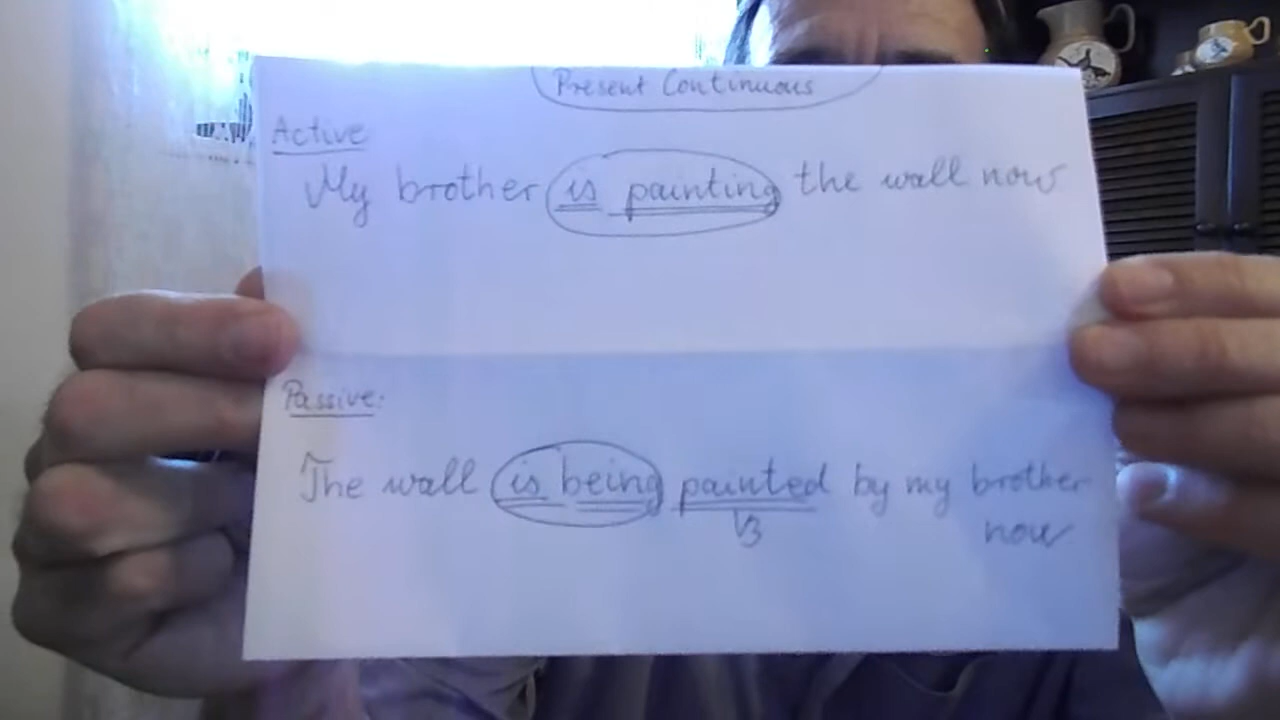 Present Continuous
Active
My brother is painting the wall now
Passive:
The wall is being painted by my brother
V3
now